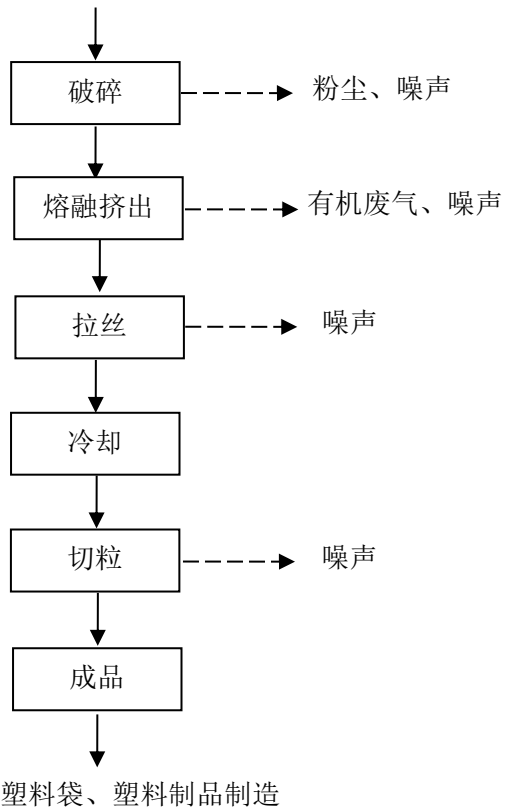 破碎
粉尘、噪声
熔融挤出
有机废气、噪声
拉丝
噪声
冷却
切粒
噪声
成品
塑料袋、塑料制品制造